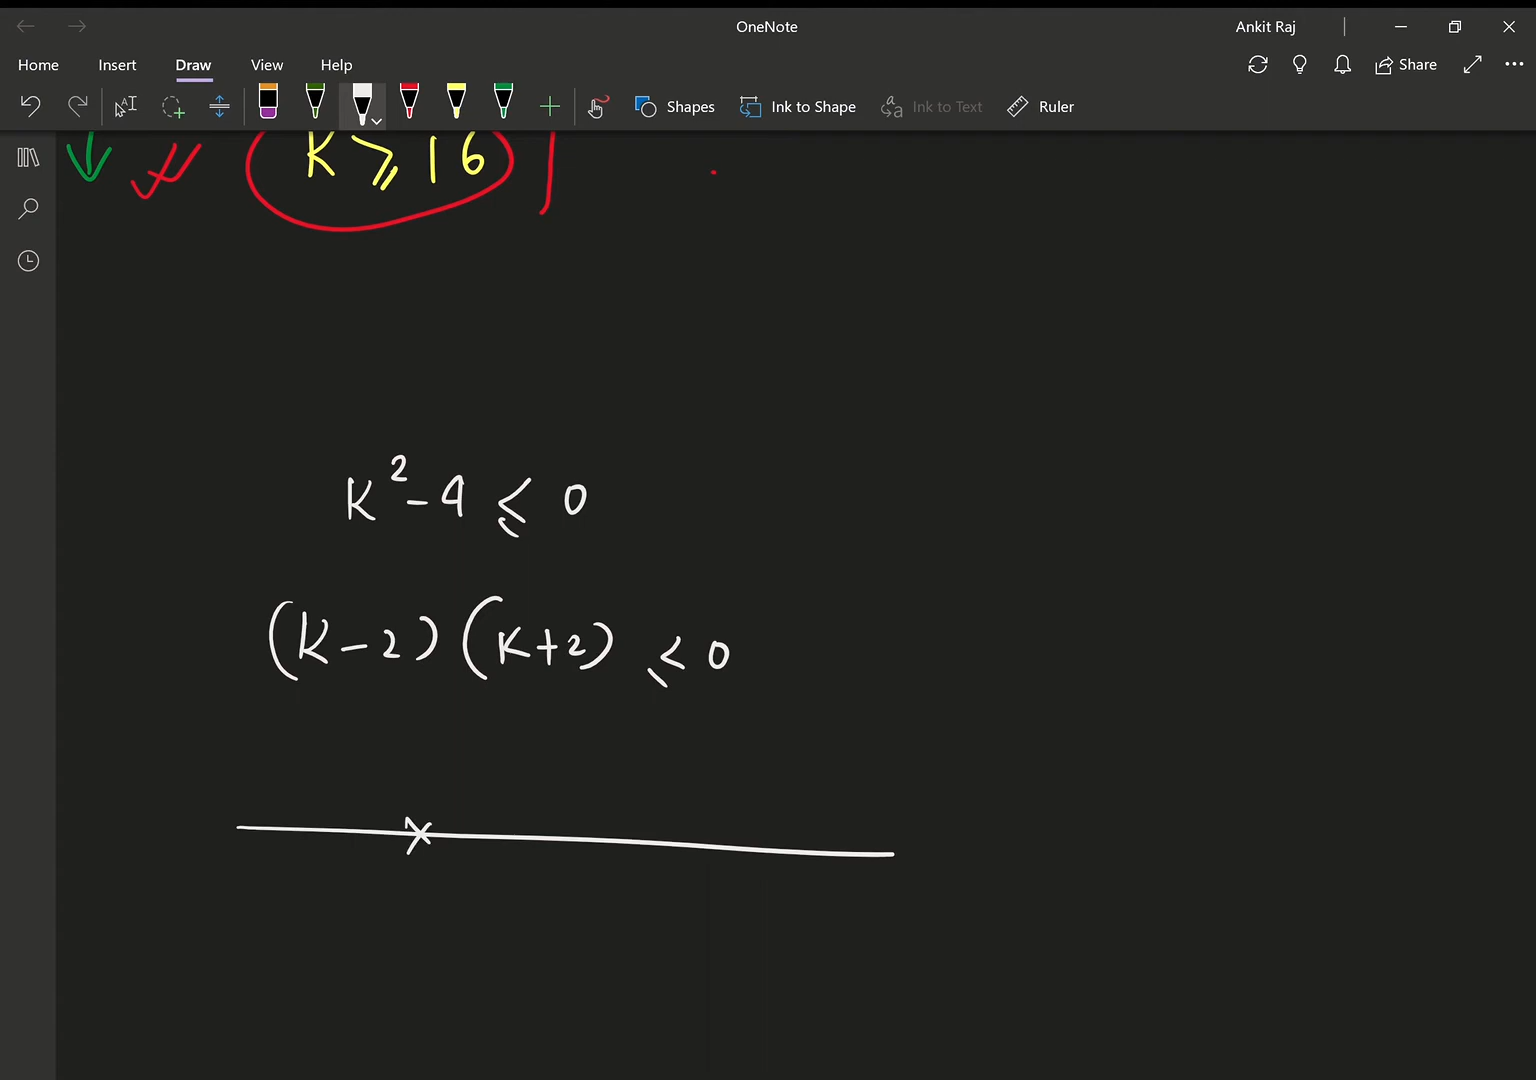 OneNote
Ankit Raj
Home Insert Draw View Help
Share
Shapes Ink to Shape Ink to Text Ruler
K ⩾ 16
K² - 4 ≤ 0
(K - 2) (K + 2) ≤ 0